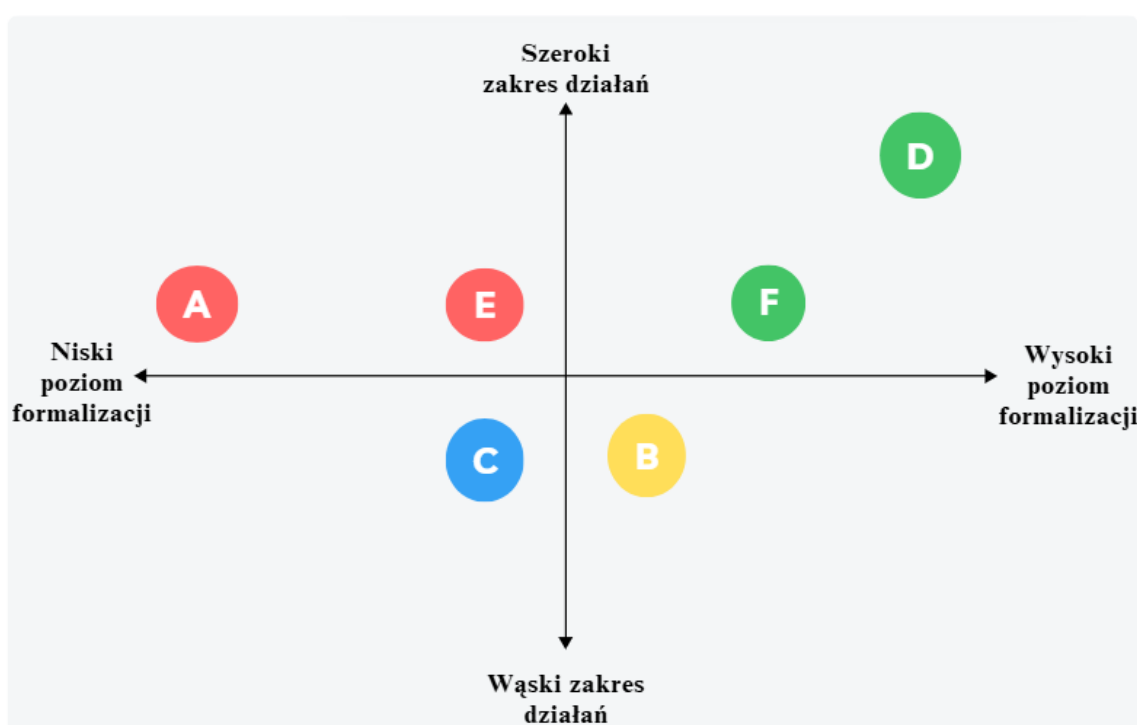 Szeroki
zakres działań
D
A
E
F
Niski
poziom
formalizacji
Wysoki
poziom
formalizacji
C
B
Wąski zakres
działań